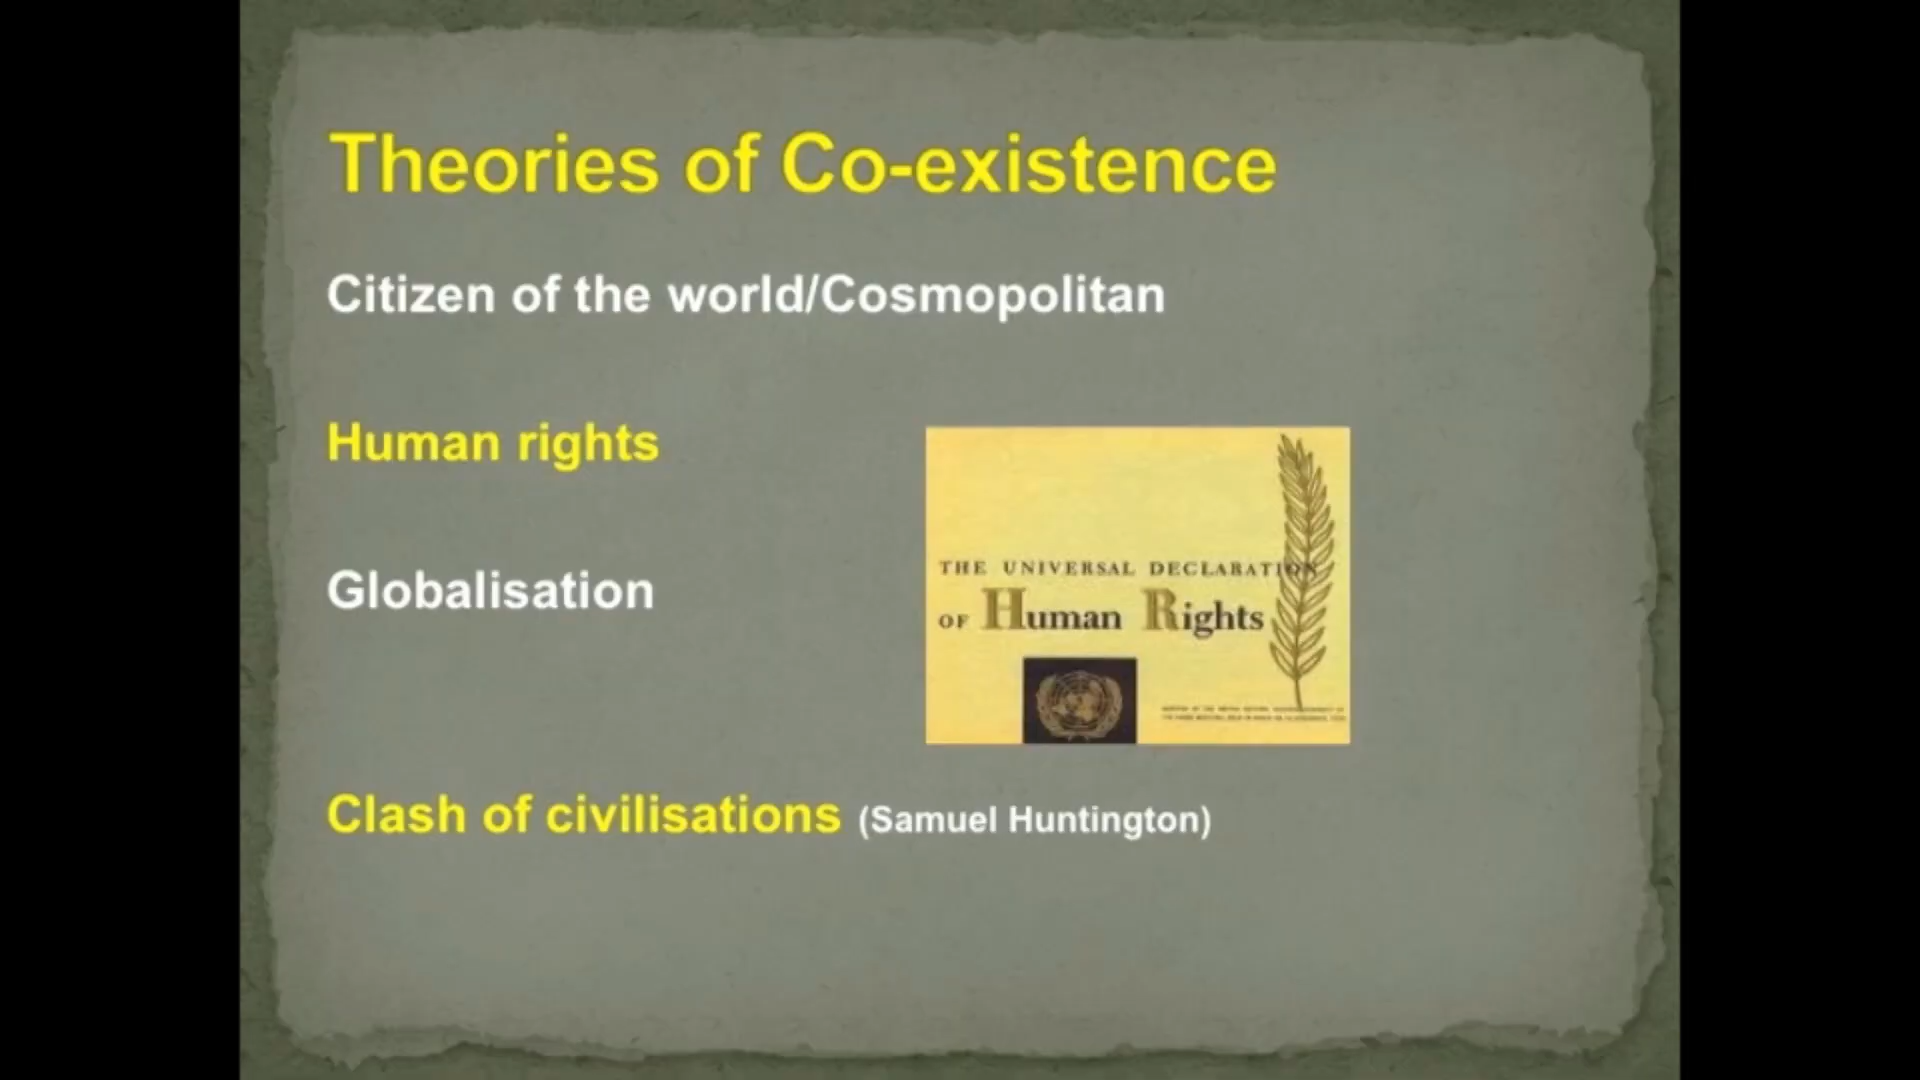 Theories of Co-existence
Citizen of the world/Cosmopolitan
Human rights
Globalisation
THE UNIVERSAL DECLARATION
OF Human Rights
Clash of civilisations (Samuel Huntington)